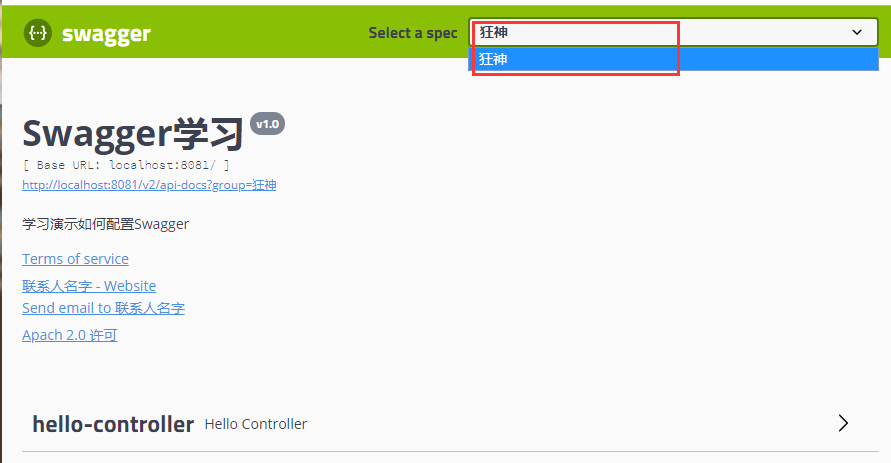 swagger
Select a spec 狂神
狂神
Swagger学习 v1.0
[ Base URL: localhost:8081/ ]
http://localhost:8081/v2/api-docs?group=狂神
学习演示如何配置Swagger
Terms of service
联系人名字 - Website
Send email to 联系人名字
Apach 2.0 许可
hello-controller Hello Controller